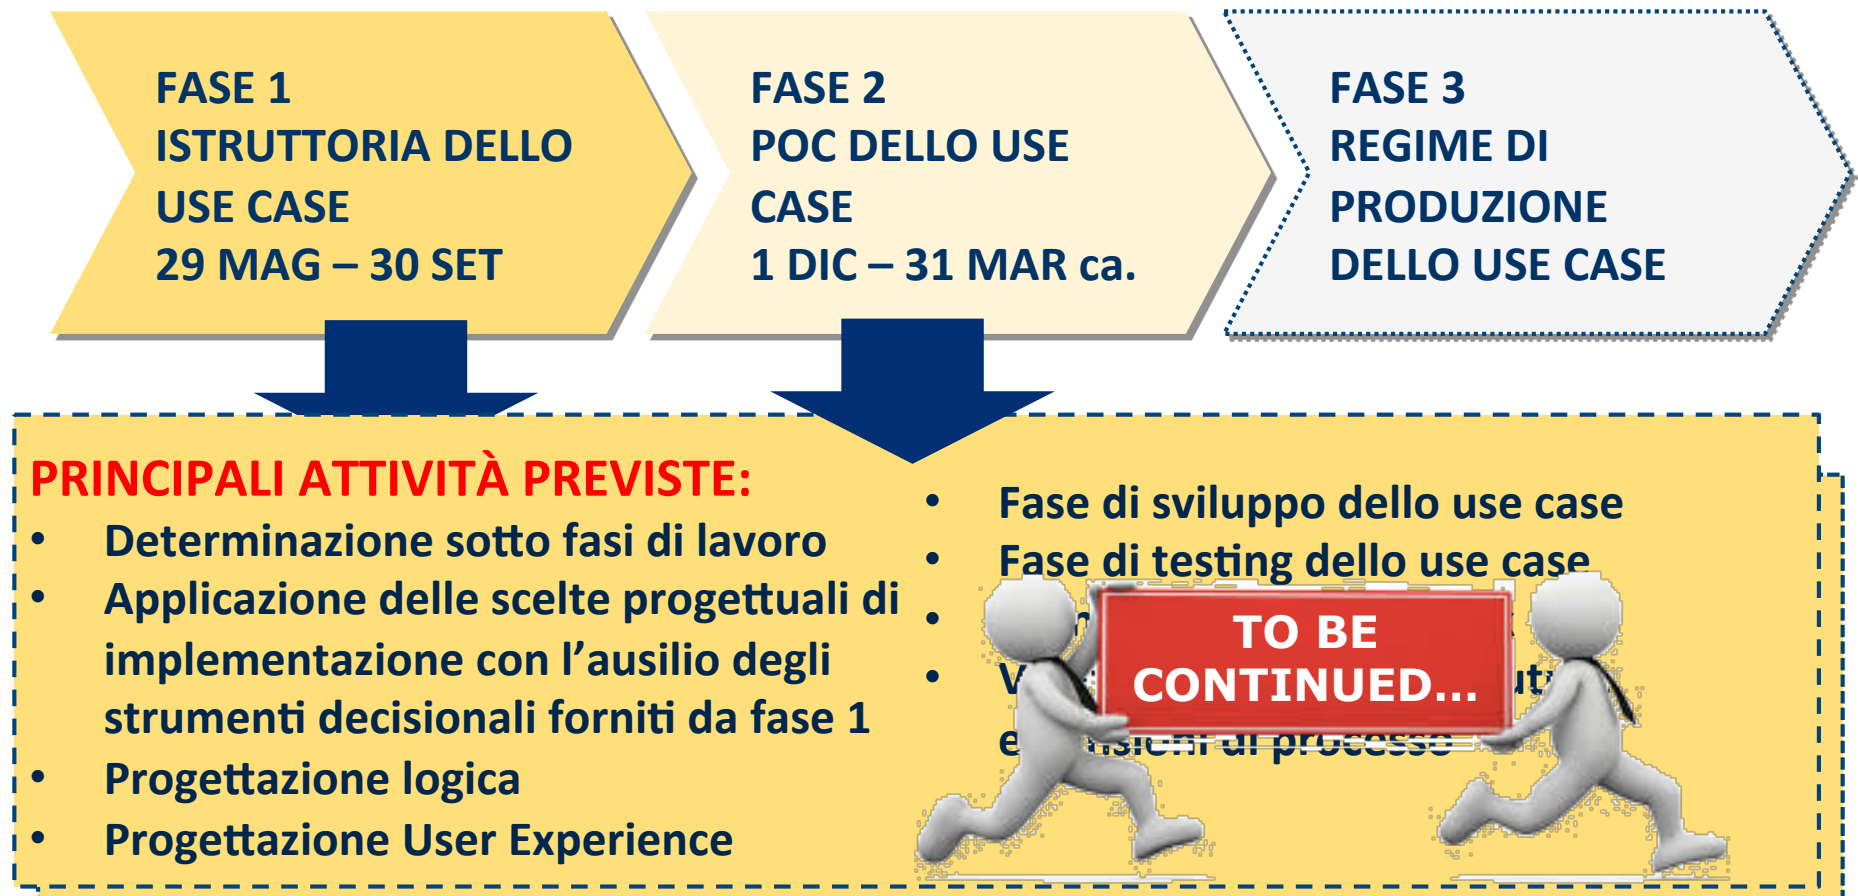 FASE 1
ISTRUTTORIA DELLO
USE CASE
29 MAG – 30 SET
FASE 2
POC DELLO USE
CASE
1 DIC – 31 MAR ca.
FASE 3
REGIME DI
PRODUZIONE
DELLO USE CASE
PRINCIPALI ATTIVITÀ PREVISTE:
• Determinazione sotto fasi di lavoro
• Applicazione delle scelte progettuali di
implementazione con l’ausilio degli
strumenti decisionali forniti da fase 1
• Progettazione logica
• Progettazione User Experience
• Fase di sviluppo dello use case
• Fase di testing dello use case
•
•
di processo
TO BE
CONTINUED...